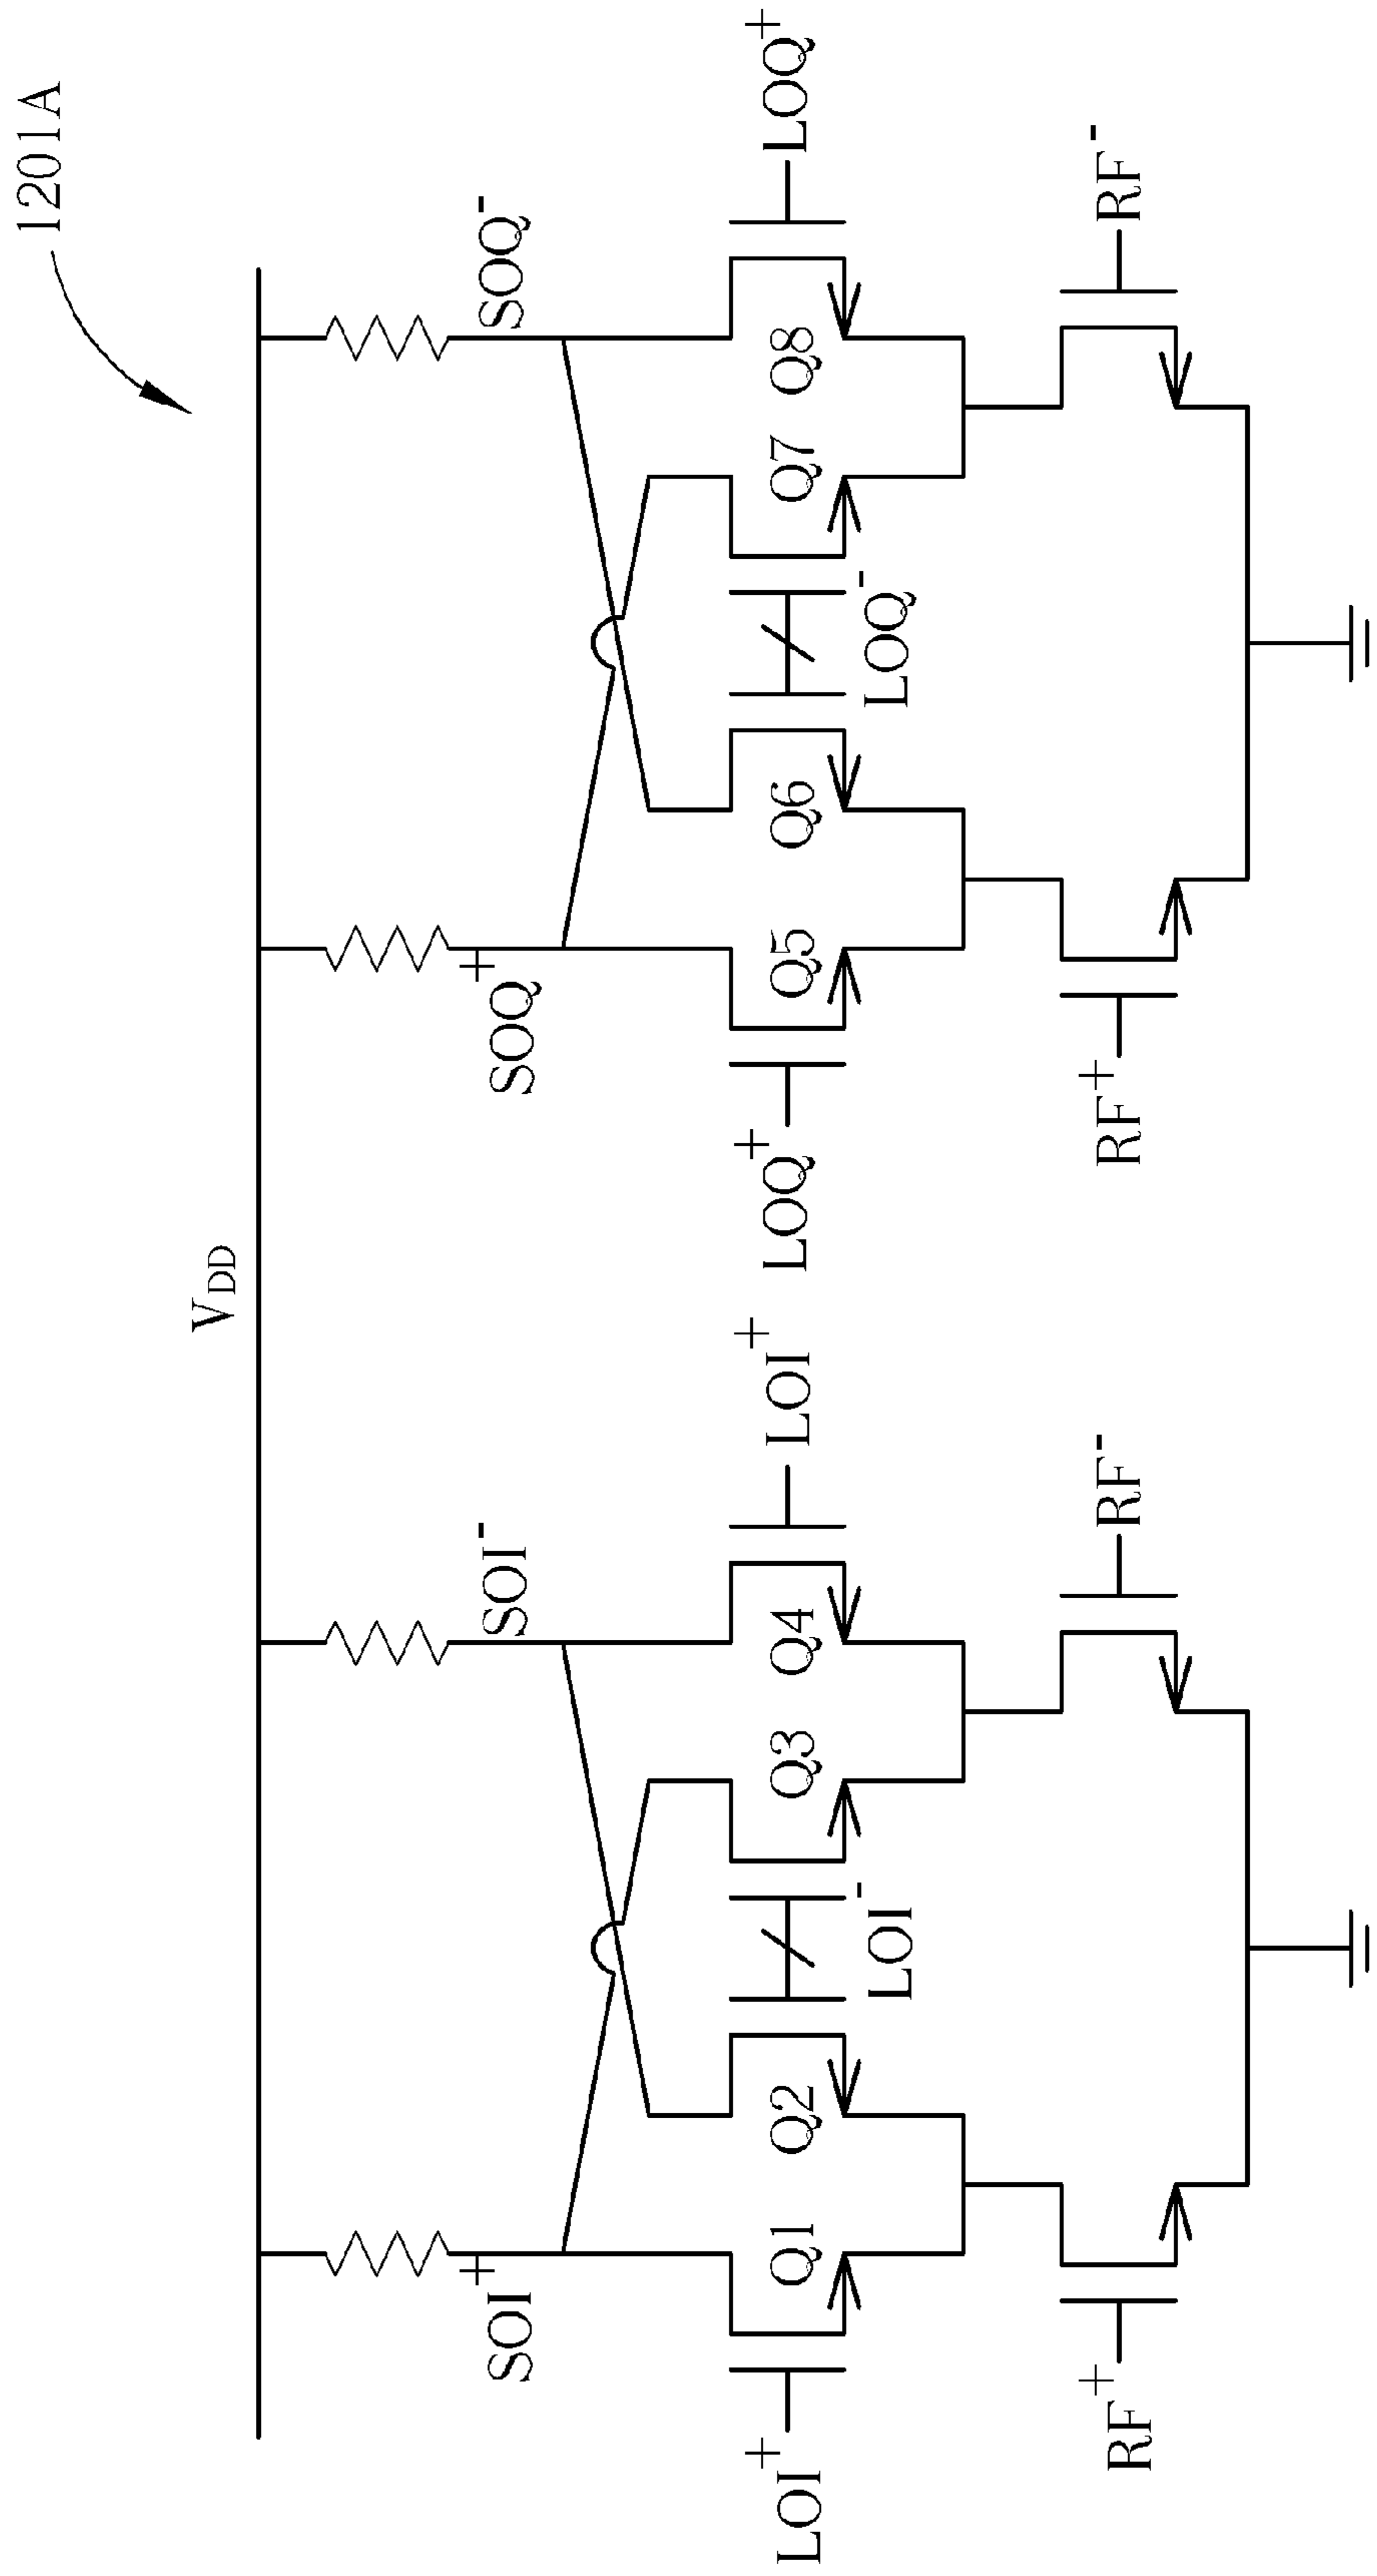 1201A
V_DD
SOI⁺
SOI⁻
SOQ⁺
SOQ⁻
LOI⁺
Q1
Q2
Q3
Q4
LOI⁺
LOQ⁺
Q5
Q6
Q7
Q8
LOQ⁺
LOI⁻
LOQ⁻
RF⁺
RF⁻
RF⁺
RF⁻